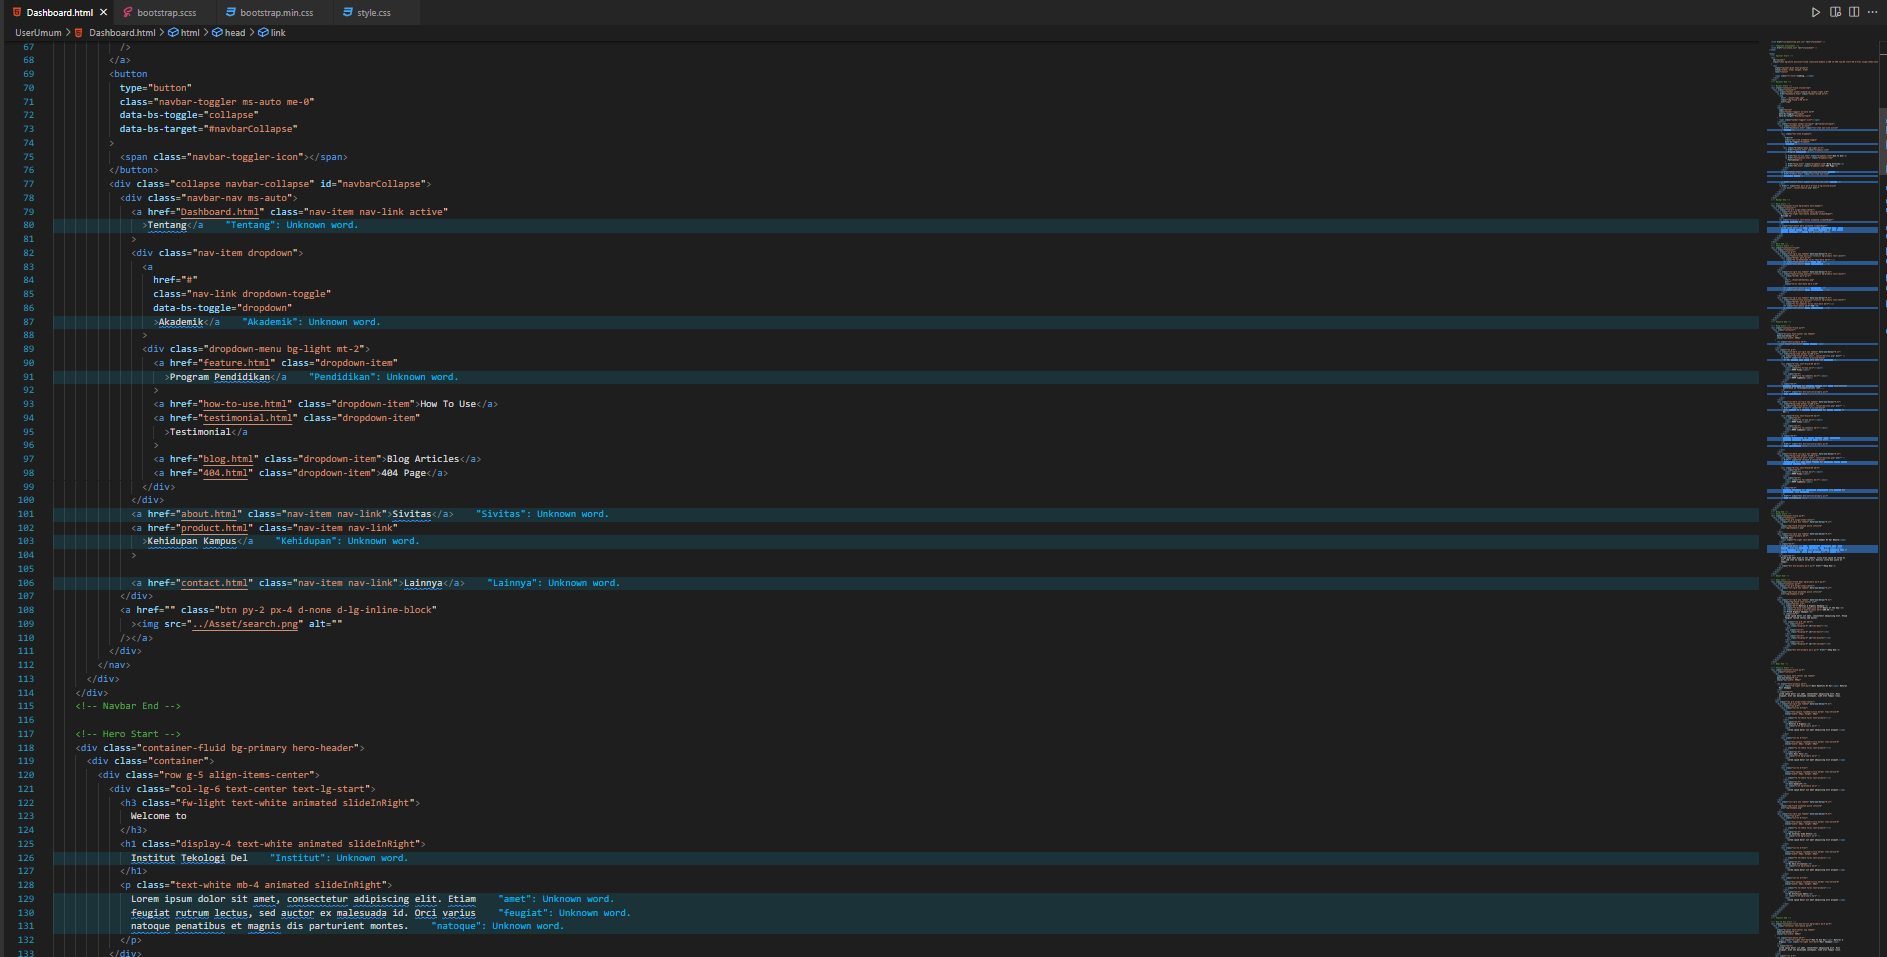 Dashboard.html
bootstrap.scss
bootstrap.min.css
style.css
UserUmum > Dashboard.html > html > head > link
67 />
68 </a>
69 <button
70 type="button"
71 class="navbar-toggler ms-auto me-0"
72 data-bs-toggle="collapse"
73 data-bs-target="#navbarCollapse"
74 >
75 <span class="navbar-toggler-icon"></span>
76 </button>
77 <div class="collapse navbar-collapse" id="navbarCollapse">
78 <div class="navbar-nav ms-auto">
79 <a href="Dashboard.html" class="nav-item nav-link active"
80 >Tentang</a "Tentang": Unknown word.
81 >
82 <div class="nav-item dropdown">
83 <a
84 href="#"
85 class="nav-link dropdown-toggle"
86 data-bs-toggle="dropdown"
87 >Akademik</a "Akademik": Unknown word.
88 >
89 <div class="dropdown-menu bg-light mt-2">
90 <a href="feature.html" class="dropdown-item"
91 >Program Pendidikan</a "Pendidikan": Unknown word.
92 >
93 <a href="how-to-use.html" class="dropdown-item">How To Use</a>
94 <a href="testimonial.html" class="dropdown-item"
95 >Testimonial</a
96 >
97 <a href="blog.html" class="dropdown-item">Blog Articles</a>
98 <a href="404.html" class="dropdown-item">404 Page</a>
99 </div>
100 </div>
101 <a href="about.html" class="nav-item nav-link">Sivitas</a> "Sivitas": Unknown word.
102 <a href="product.html" class="nav-item nav-link"
103 >Kehidupan Kampus</a "Kehidupan": Unknown word.
104 >
105
106 <a href="contact.html" class="nav-item nav-link">Lainnya</a> "Lainnya": Unknown word.
107 </div>
108 <a href="" class="btn py-2 px-4 d-none d-lg-inline-block"
109 ><img src="../Asset/search.png" alt=""
110 /></a>
111 </div>
112 </nav>
113 </div>
114 </div>
115 <!-- Navbar End -->
116
117 <!-- Hero Start -->
118 <div class="container-fluid bg-primary hero-header">
119 <div class="container">
120 <div class="row g-5 align-items-center">
121 <div class="col-lg-6 text-center text-lg-start">
122 <h3 class="fw-light text-white animated slideInRight">
123 Welcome to
124 </h3>
125 <h1 class="display-4 text-white animated slideInRight">
126 Institut Tekologi Del "Institut": Unknown word.
127 </h1>
128 <p class="text-white mb-4 animated slideInRight">
129 Lorem ipsum dolor sit amet, consectetur adipiscing elit. Etiam "amet": Unknown word.
130 feugiat rutrum lectus, sed auctor ex malesuada id. Orci varius "feugiat": Unknown word.
131 natoque penatibus et magnis dis parturient montes. "natoque": Unknown word.
132 </p>
133 </div>